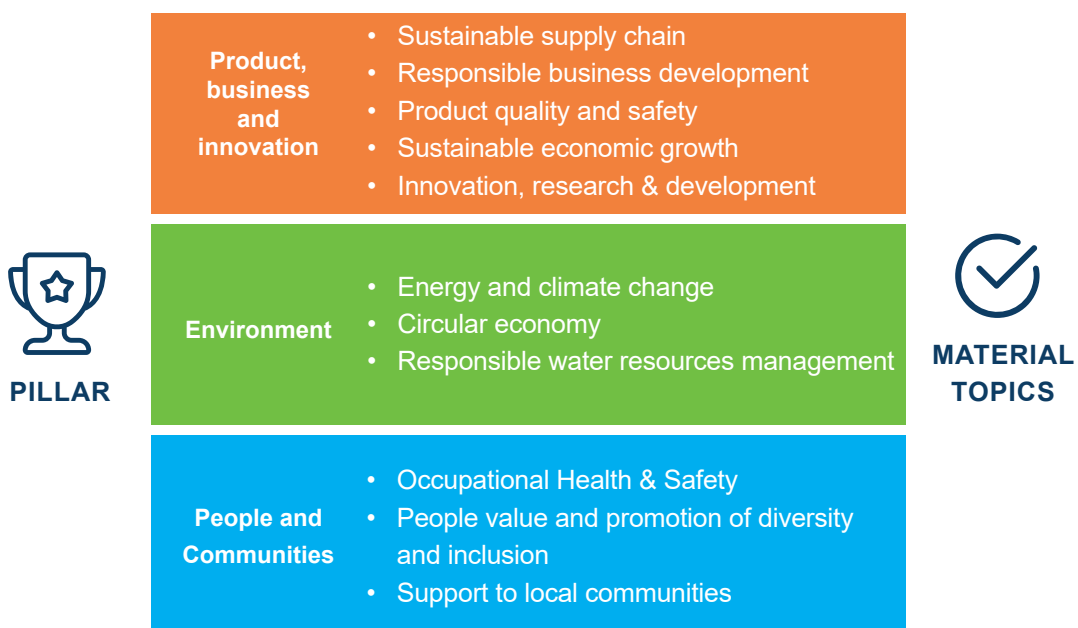 Product,
business
and
innovation
• Sustainable supply chain
• Responsible business development
• Product quality and safety
• Sustainable economic growth
• Innovation, research & development
PILLAR
Environment
• Energy and climate change
• Circular economy
• Responsible water resources management
MATERIAL
TOPICS
People and
Communities
• Occupational Health & Safety
• People value and promotion of diversity
and inclusion
• Support to local communities